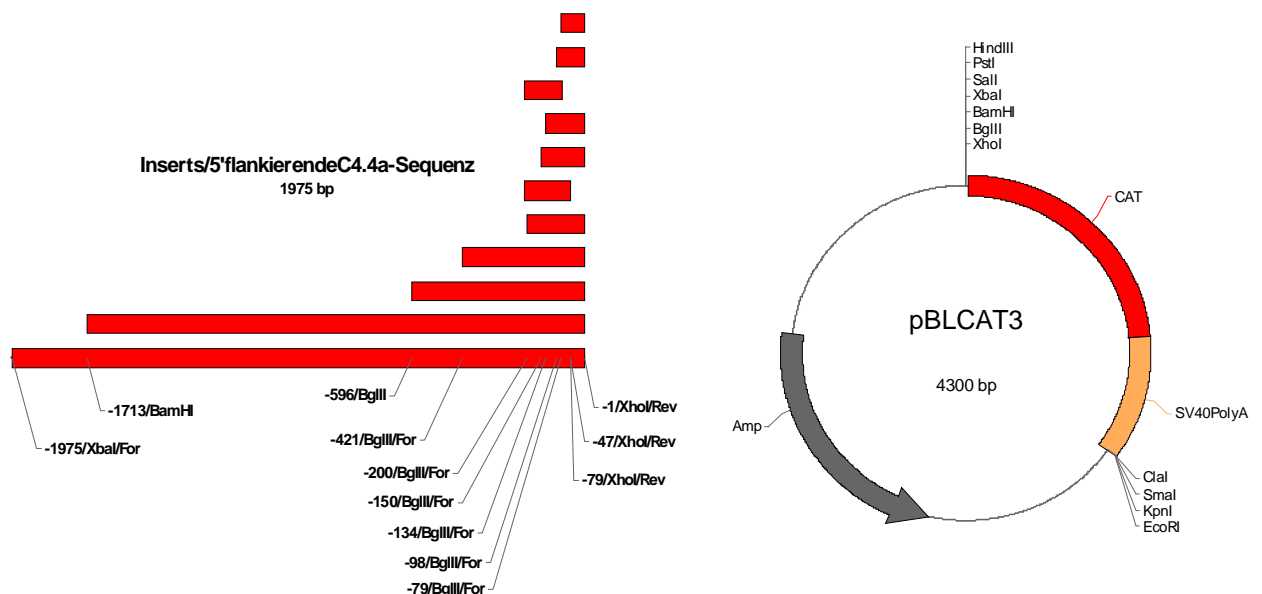 Inserts/5'flankierendeC4.4a-Sequenz
1975 bp
-1713/BamHI
-1975/XbaI/For
-596/BglII
-421/BglII/For
-200/BglII/For
-150/BglII/For
-134/BglII/For
-98/BglII/For
-79/BglII/For
-1/XhoI/Rev
-47/XhoI/Rev
-79/XhoI/Rev
HindIII
PstI
SalI
XbaI
BamHI
BglII
XhoI
CAT
pBLCAT3
4300 bp
Amp
SV40PolyA
ClaI
SmaI
KpnI
EcoRI